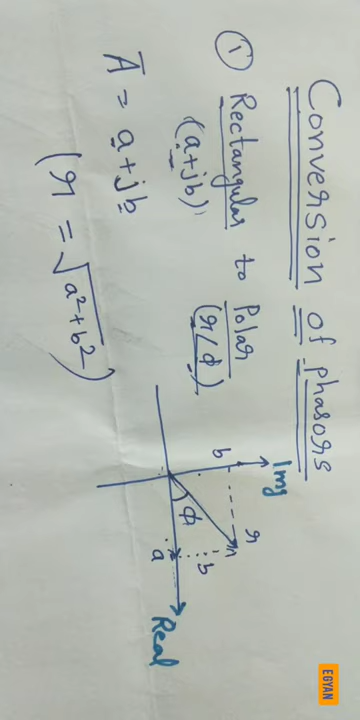 Conversion of phasors
① Rectangular to Polar
(a+jb) (r∠ϕ)
Ā = a+jb
(r = √a²+b²)
Img
b
r
b
ϕ
a
Real
EGYAN